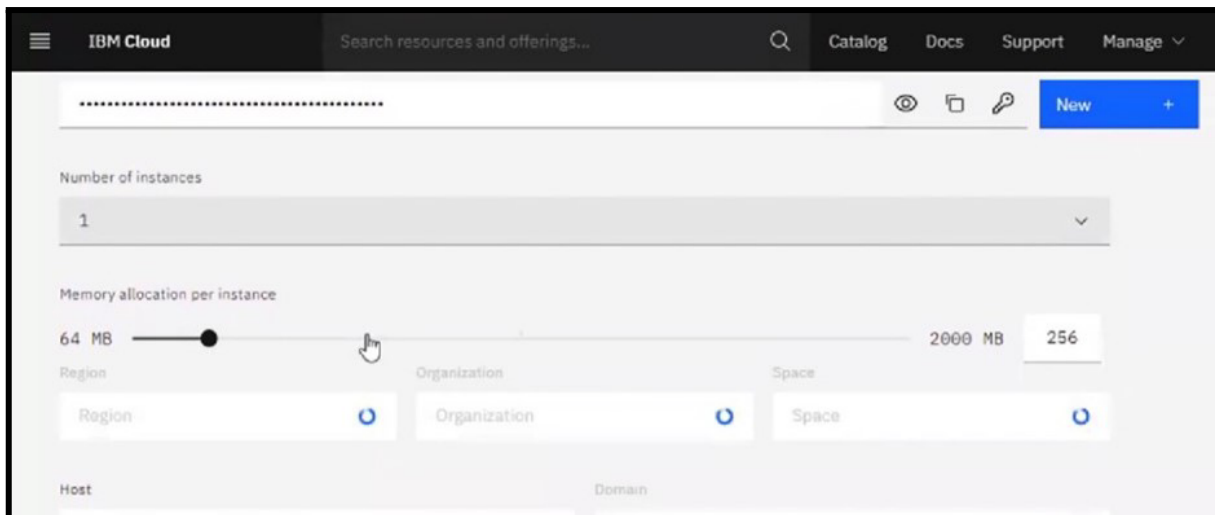 IBM Cloud Search resources and offerings... Catalog Docs Support Manage
New +
Number of instances
1
Memory allocation per instance
64 MB 2000 MB 256
Region Organization Space
Region Organization Space
Host Domain